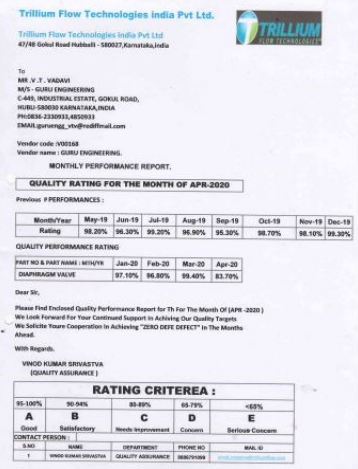 Trillium Flow Technologies india Pvt Ltd.
TRILLIUM
FLOW TECHNOLOGIES
Trillium Flow Technologies india Pvt Ltd
47/48 Gokul Road Hubballi - 580027,Karnataka,india
To
MR .V .T . VADAVI
M/S - GURU ENGINEERING
C-449, INDUSTRIAL ESTATE, GOKUL ROAD,
HUBLI-580030 KARNATAKA,INDIA
PH:0836-2330933,4850933
EMAIL:guruengg_vtv@rediffmail.com
Vendor code :V00168
Vendor name : GURU ENGINEERING.
MONTHLY PERFORMANCE REPORT.
QUALITY RATING FOR THE MONTH OF APR-2020
Previous PERFORMANCES :
Month/Year May-19 Jun-19 Jul-19 Aug-19 Sep-19 Oct-19 Nov-19 Dec-19
Rating 98.20% 96.30% 99.20% 96.90% 95.30% 98.70% 98.10% 99.30%
QUALITY PERFORMANCE RATING
PART NO & PART NAME : MTH/YR Jan-20 Feb-20 Mar-20 Apr-20
DIAPHRAGM VALVE 97.10% 96.80% 99.40% 83.70%
Dear Sir,
Please Find Enclosed Quality Performance Report for Th For The Month Of (APR -2020 )
We Look Forward For Your Continued Support in Achieving Our Quality Targets
We Solicite Youre Cooperation In Achieving "ZERO DEFE DEFECT" In The Months
Ahead.
With Regards.
VINOD KUMAR SRIVASTVA
(QUALITY ASSURANCE )
RATING CRITEREA :
95-100% 90-94% 80-89% 65-79% <65%
A B C D E
Good Satisfactory Needs Improvement Concern Serious Concern
CONTACT PERSON :
S.NO NAME DEPARTMENT PHONE NO MAIL ID
1 VINOD KUMAR SRIVASTVA QUALITY ASSURANCE